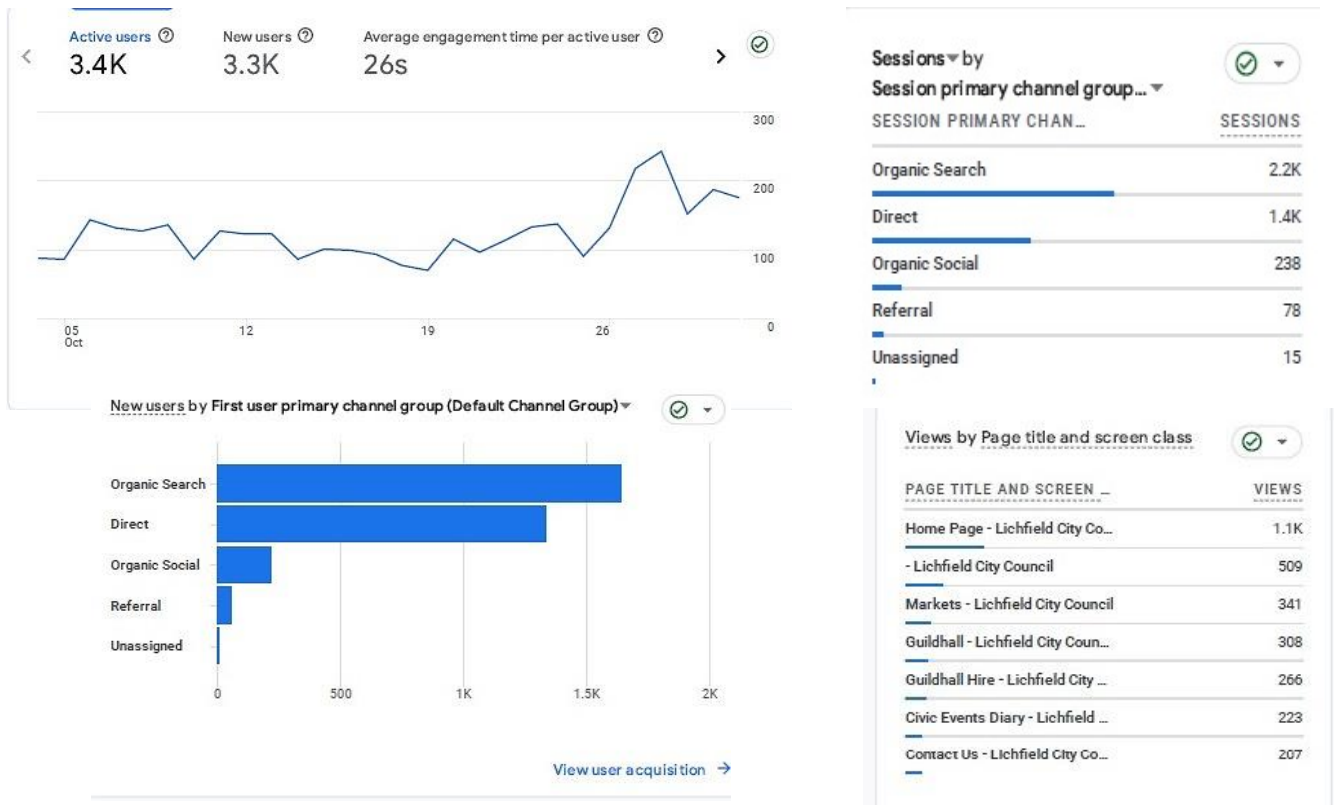 Active users
New users
Average engagement time per active user
3.4K
3.3K
26s
300
200
100
0
05
Oct
12
19
26
Sessions by
Session primary channel group...
SESSION PRIMARY CHAN...
SESSIONS
Organic Search 2.2K
Direct 1.4K
Organic Social 238
Referral 78
Unassigned 15
New users by First user primary channel group (Default Channel Group)
Organic Search
Direct
Organic Social
Referral
Unassigned
0 500 1K 1.5K 2K
View user acquisition
Views by Page title and screen class
PAGE TITLE AND SCREEN ... VIEWS
Home Page - Lichfield City Co... 1.1K
- Lichfield City Council 509
Markets - Lichfield City Council 341
Guildhall - Lichfield City Coun... 308
Guildhall Hire - Lichfield City ... 266
Civic Events Diary - Lichfield ... 223
Contact Us - Lichfield City Co... 207